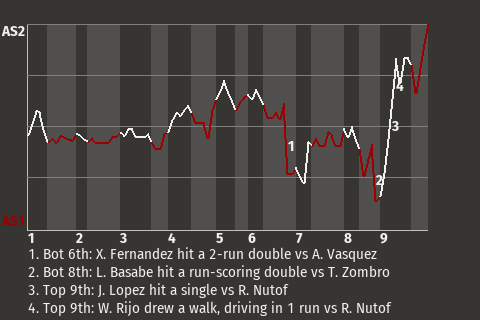 AS2
4
3
1
2
AS1
1 2 3 4 5 6 7 8 9
1. Bot 6th: X. Fernandez hit a 2-run double vs A. Vasquez
2. Bot 8th: L. Basabe hit a run-scoring double vs T. Zombro
3. Top 9th: J. Lopez hit a single vs R. Nutof
4. Top 9th: W. Rijo drew a walk, driving in 1 run vs R. Nutof